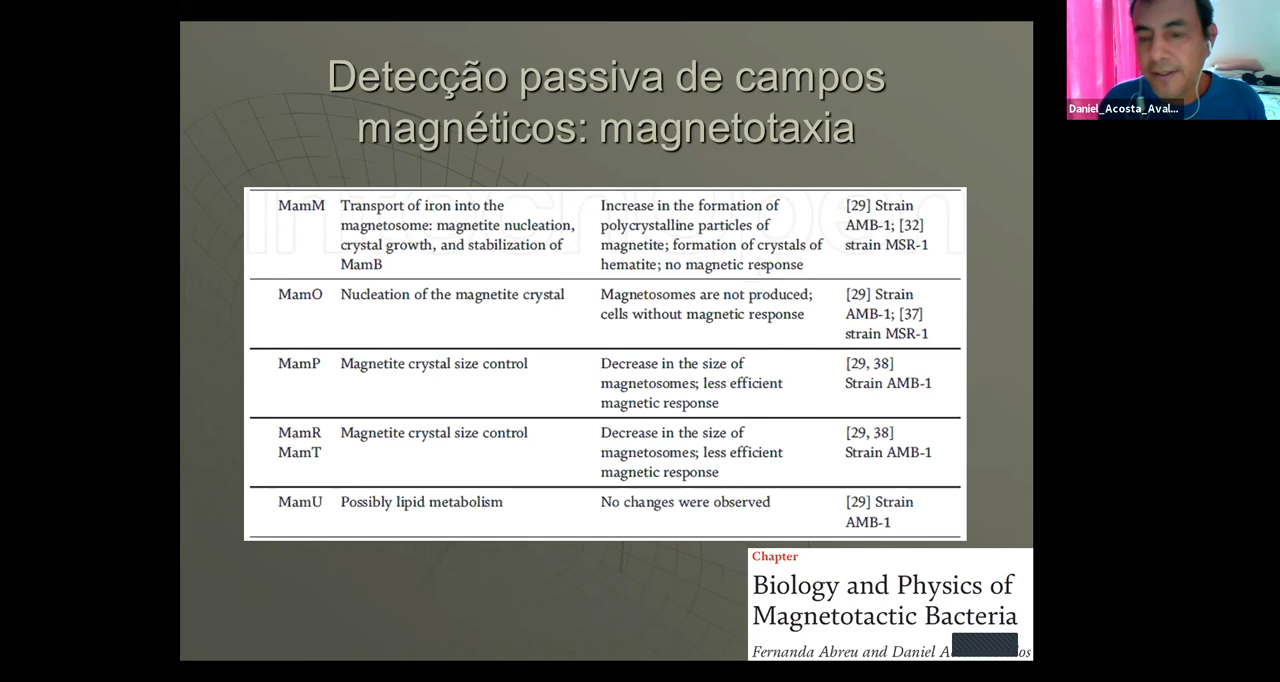 Detecção passiva de campos
magnéticos: magnetotaxia
Daniel_Acosta_Aval...
IntechOpen
MamM Transport of iron into the Increase in the formation of [29] Strain
magnetosome: magnetite nucleation, polycrystalline particles of AMB-1; [32]
crystal growth, and stabilization of magnetite; formation of crystals of strain MSR-1
MamB hematite; no magnetic response
MamO Nucleation of the magnetite crystal Magnetosomes are not produced; [29] Strain
cells without magnetic response AMB-1; [37]
strain MSR-1
MamP Magnetite crystal size control Decrease in the size of [29, 38]
magnetosomes; less efficient Strain AMB-1
magnetic response
MamR Magnetite crystal size control Decrease in the size of [29, 38]
MamT magnetosomes; less efficient Strain AMB-1
magnetic response
MamU Possibly lipid metabolism No changes were observed [29] Strain
AMB-1
Chapter
Biology and Physics of
Magnetotactic Bacteria
Fernanda Abreu and Daniel